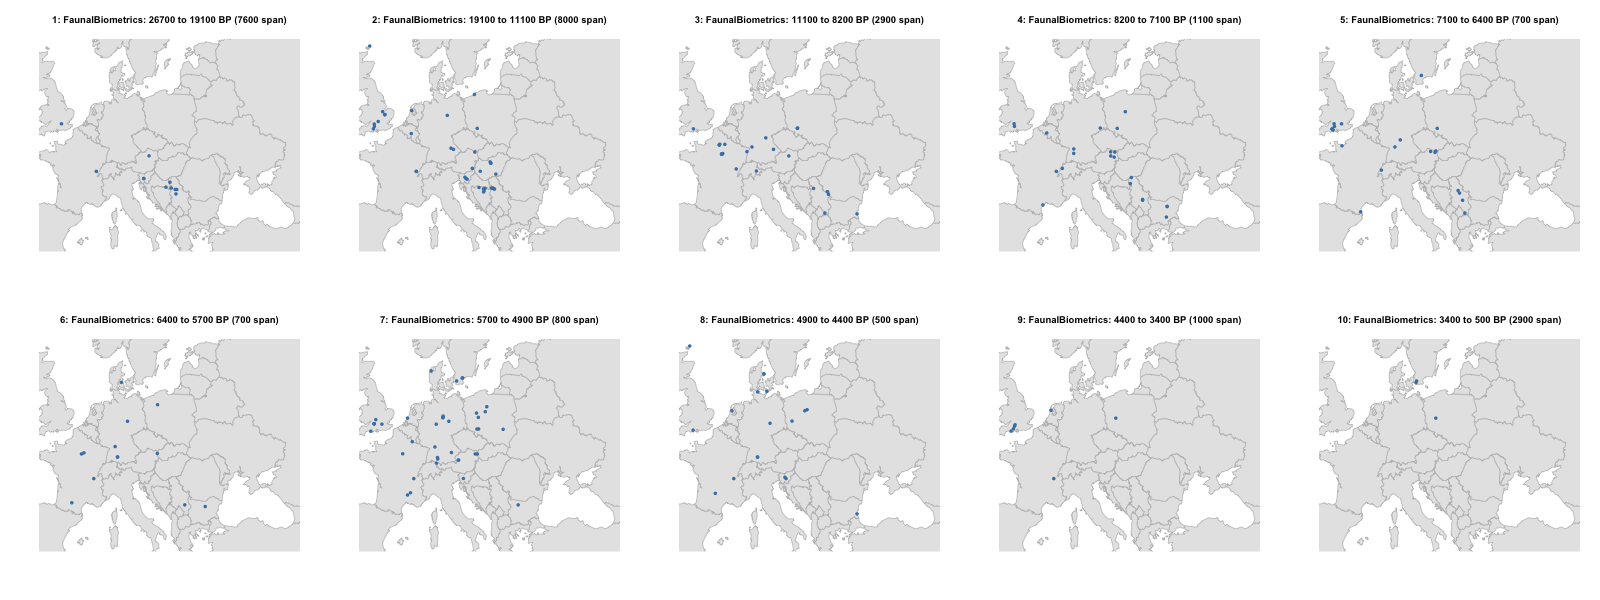 1: FaunalBiometrics: 26700 to 19100 BP (7600 span)
2: FaunalBiometrics: 19100 to 11100 BP (8000 span)
3: FaunalBiometrics: 11100 to 8200 BP (2900 span)
4: FaunalBiometrics: 8200 to 7100 BP (1100 span)
5: FaunalBiometrics: 7100 to 6400 BP (700 span)
6: FaunalBiometrics: 6400 to 5700 BP (700 span)
7: FaunalBiometrics: 5700 to 4900 BP (800 span)
8: FaunalBiometrics: 4900 to 4400 BP (500 span)
9: FaunalBiometrics: 4400 to 3400 BP (1000 span)
10: FaunalBiometrics: 3400 to 500 BP (2900 span)